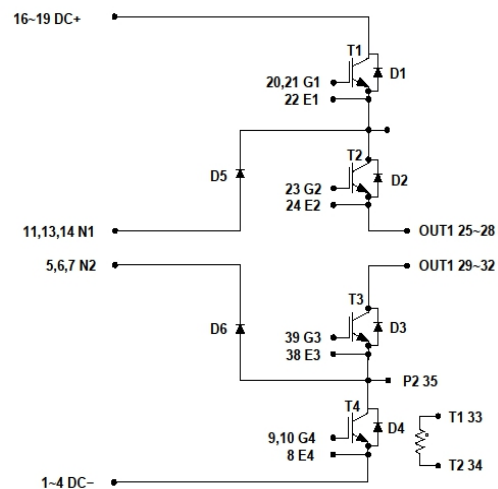 16~19 DC+
T1
D1
20,21 G1
22 E1
T2
D5
D2
23 G2
24 E2
11,13,14 N1
OUT1 25~28
5,6,7 N2
OUT1 29~32
T3
D6
D3
39 G3
38 E3
P2 35
T4
D4
T1 33
9,10 G4
8 E4
T2 34
1~4 DC−